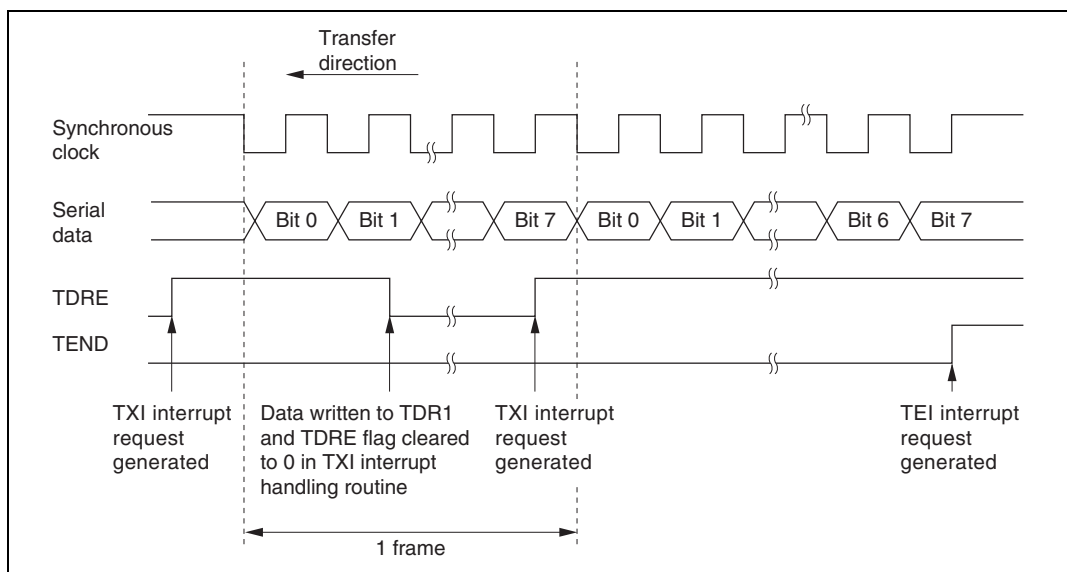 Transfer
direction
Synchronous
clock
Serial
data
Bit 0
Bit 1
Bit 7
Bit 0
Bit 1
Bit 6
Bit 7
TDRE
TEND
TXI interrupt
request
generated
Data written to TDR1
and TDRE flag cleared
to 0 in TXI interrupt
handling routine
TXI interrupt
request
generated
TEI interrupt
request
generated
1 frame